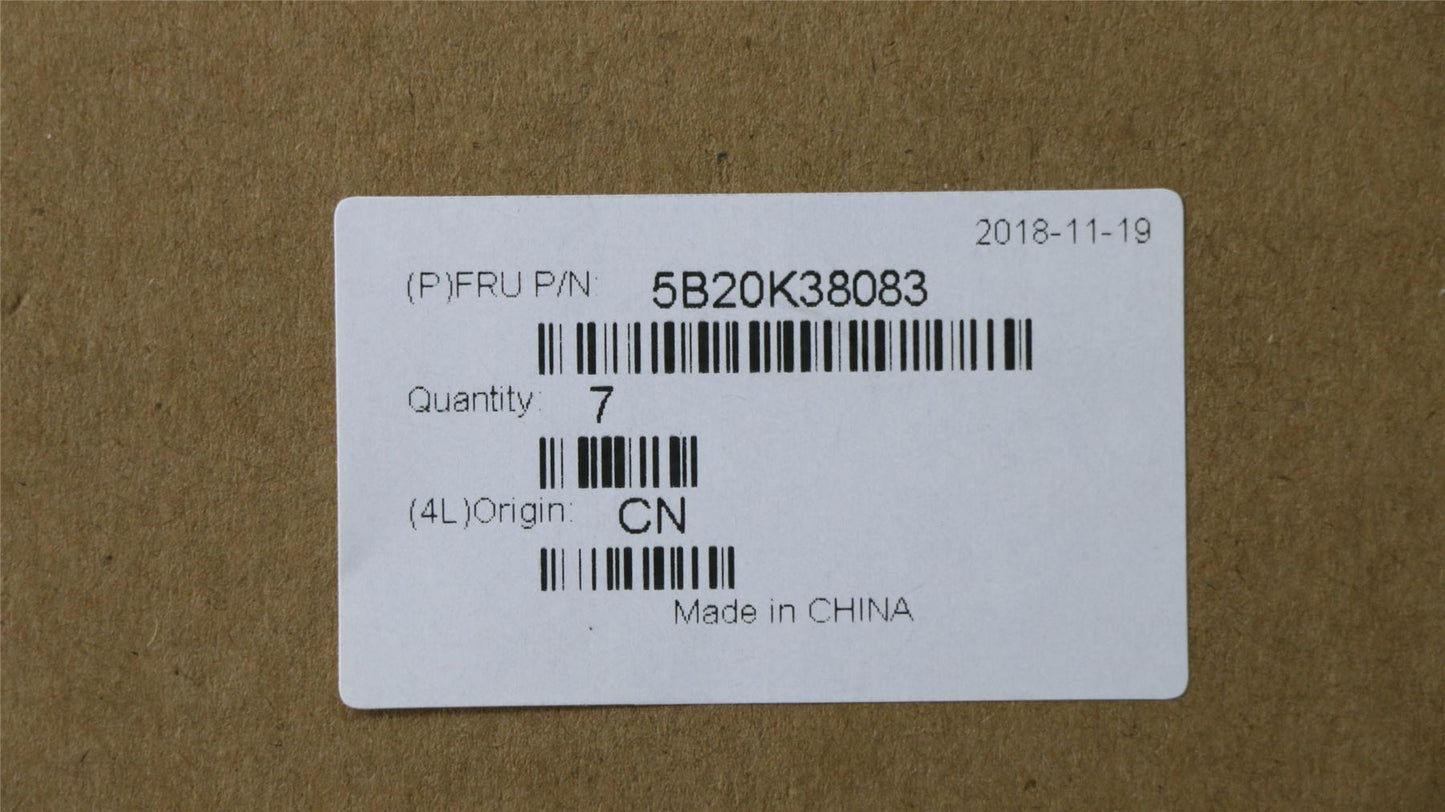 2018-11-19
(P)FRU P/N: 5B20K38083
Quantity: 7
(4L)Origin: CN
Made in CHINA